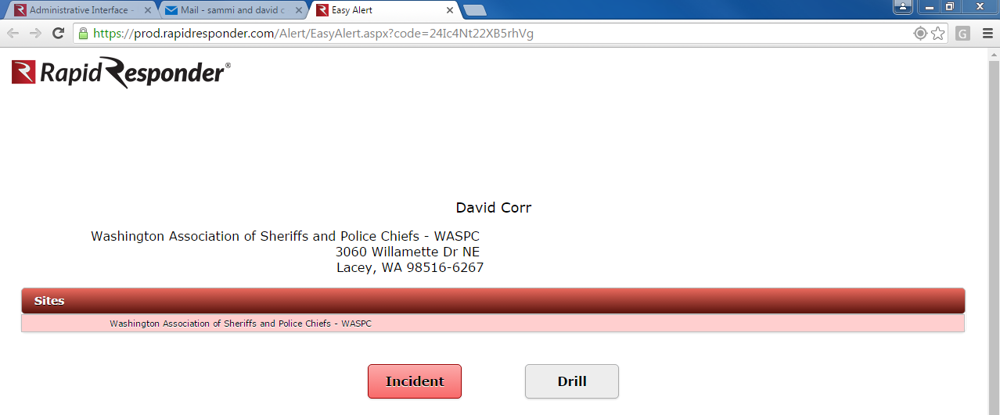 Administrative Interface -
Mail - sammi and david c
Easy Alert
https://prod.rapidresponder.com/Alert/EasyAlert.aspx?code=24Ic4Nt22XB5rhVg
G
Rapid Responder®
David Corr
Washington Association of Sheriffs and Police Chiefs - WASPC
3060 Willamette Dr NE
Lacey, WA 98516-6267
Sites
Washington Association of Sheriffs and Police Chiefs - WASPC
Incident Drill